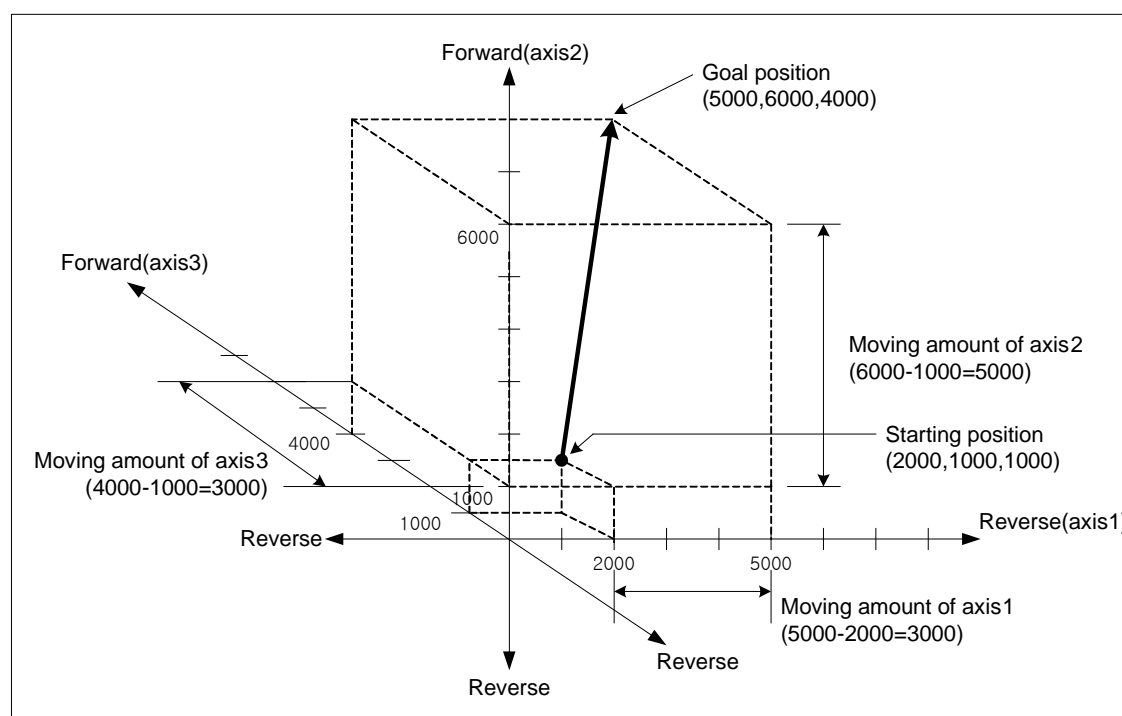 Forward(axis2)
Goal position
(5000,6000,4000)
6000
Forward(axis3)
Moving amount of axis2
(6000-1000=5000)
4000
Starting position
(2000,1000,1000)
Moving amount of axis3
(4000-1000=3000)
1000
1000
Reverse
Reverse(axis1)
2000
5000
Moving amount of axis1
(5000-2000=3000)
Reverse
Reverse